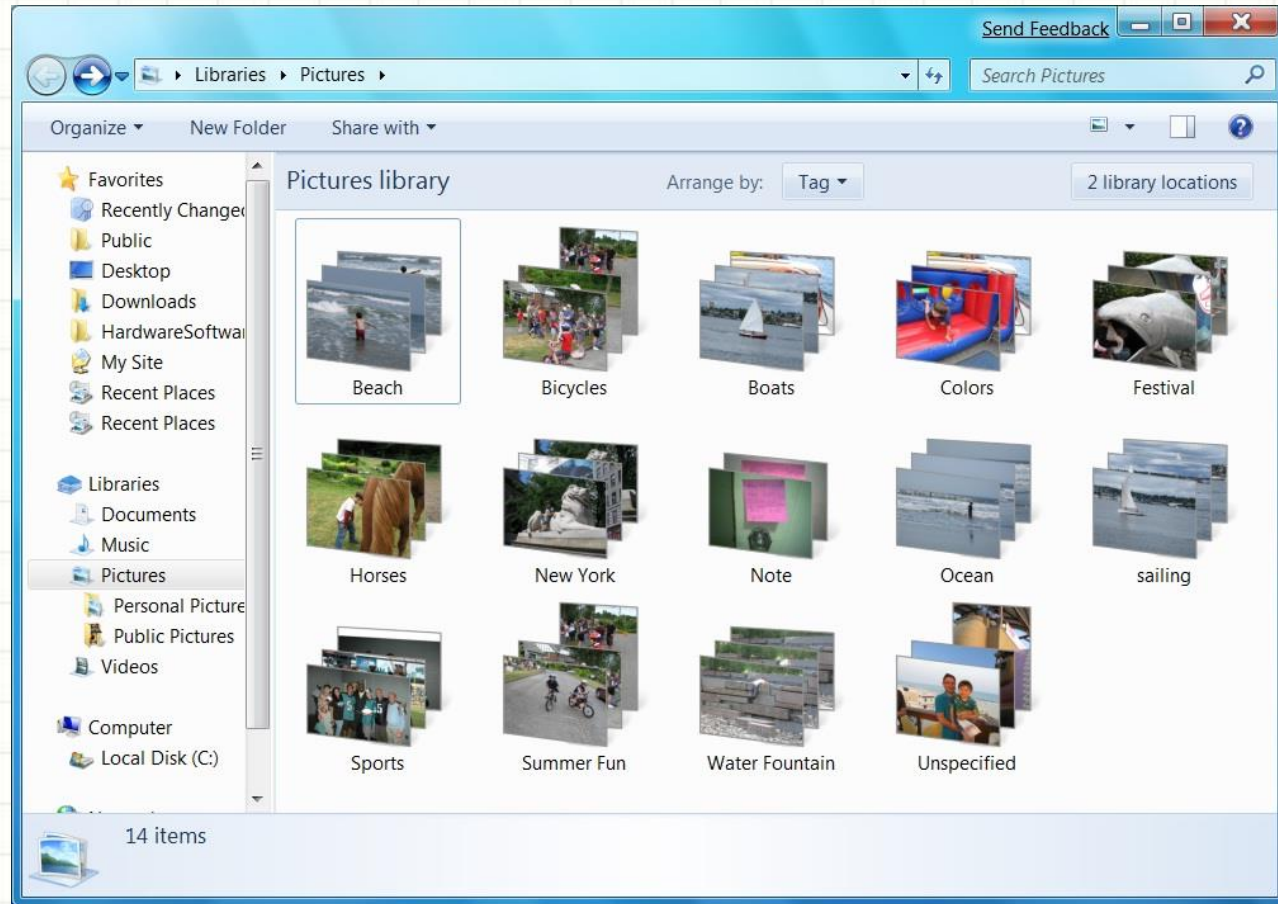 Send Feedback
Libraries Pictures
Search Pictures
Organize New Folder Share with
Favorites
Recently Changed
Public
Desktop
Downloads
HardwareSoftwar
My Site
Recent Places
Recent Places
Libraries
Documents
Music
Pictures
Personal Picture
Public Pictures
Videos
Computer
Local Disk (C:)
Pictures library Arrange by: Tag 2 library locations
Beach Bicycles Boats Colors Festival
Horses New York Note Ocean sailing
Sports Summer Fun Water Fountain Unspecified
14 items